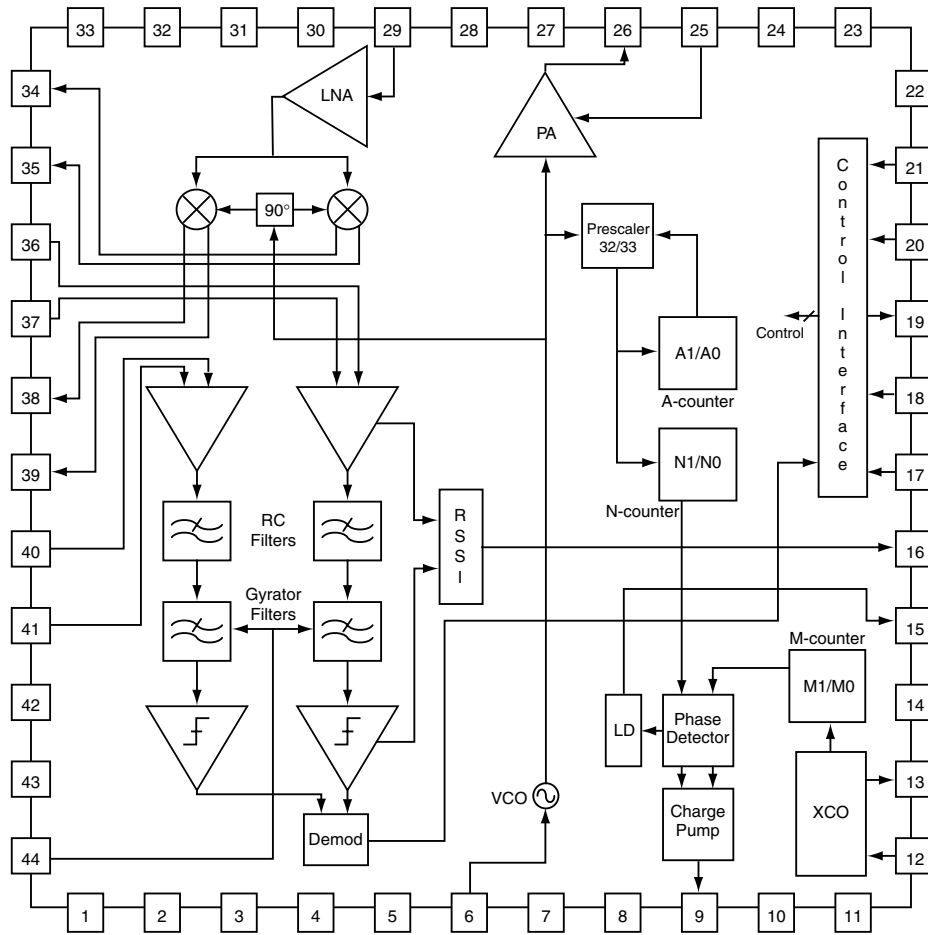 33 32 31 30 29 28 27 26 25 24 23
34
LNA
PA
22
35
21
90°
Prescaler
32/33
36
20
Control Interface
37
19
Control
A1/A0
A-counter
38
18
39
N1/N0
N-counter
17
RC
Filters
RSSI
40
16
Gyrator
Filters
41
15
M-counter
M1/M0
42
14
LD
Phase
Detector
43
13
VCO
Charge
Pump
XCO
Demod
44
12
1 2 3 4 5 6 7 8 9 10 11